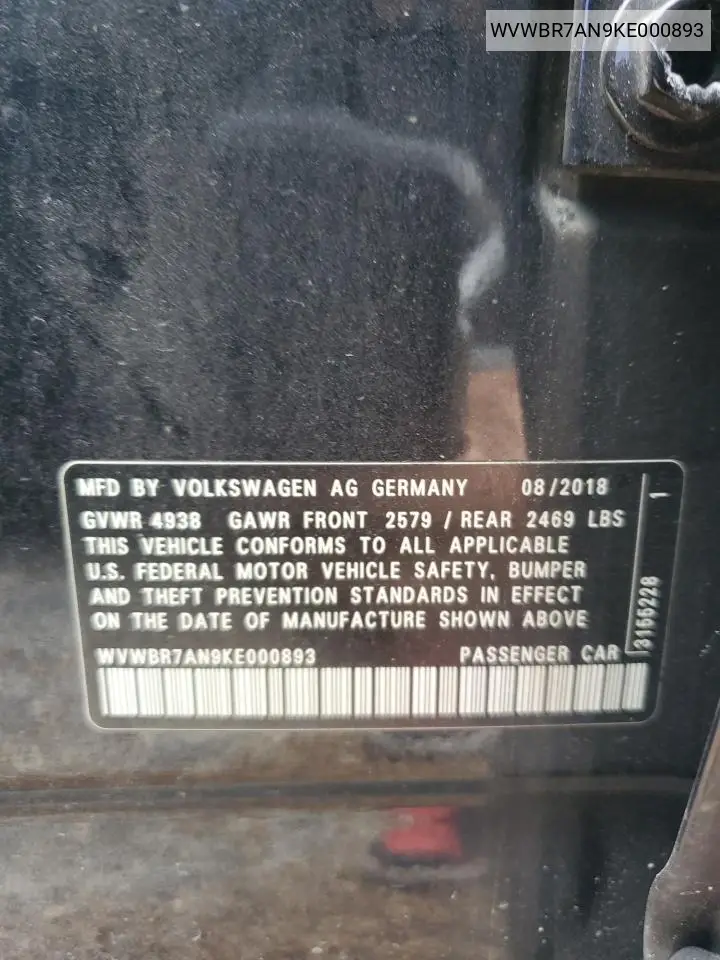 WVWBR7AN9KE000893
MFD BY VOLKSWAGEN AG GERMANY 08/2018
GVWR 4938 GAWR FRONT 2579 / REAR 2469 LBS
THIS VEHICLE CONFORMS TO ALL APPLICABLE
U.S. FEDERAL MOTOR VEHICLE SAFETY, BUMPER
AND THEFT PREVENTION STANDARDS IN EFFECT
ON THE DATE OF MANUFACTURE SHOWN ABOVE
WVWBR7AN9KE000893 PASSENGER CAR
3155228 1